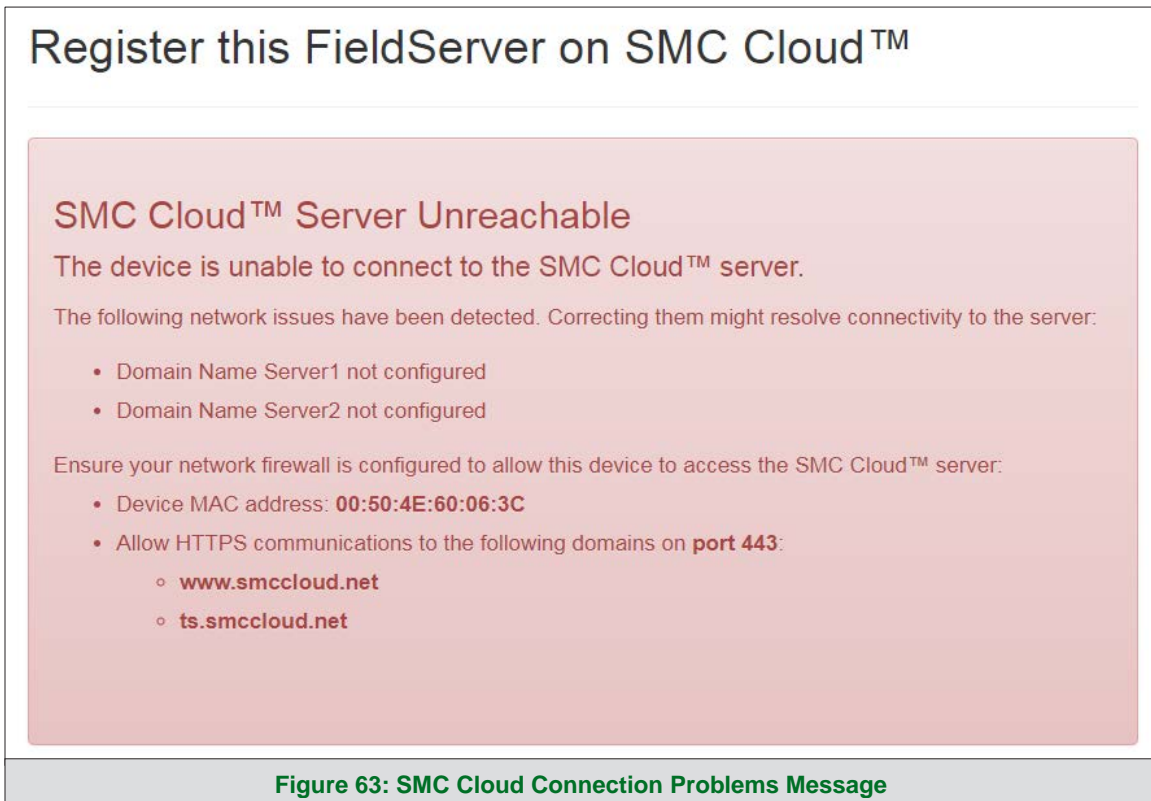 Register this FieldServer on SMC Cloud™
SMC Cloud™ Server Unreachable
The device is unable to connect to the SMC Cloud™ server.
The following network issues have been detected. Correcting them might resolve connectivity to the server:
• Domain Name Server1 not configured
• Domain Name Server2 not configured
Ensure your network firewall is configured to allow this device to access the SMC Cloud™ server:
• Device MAC address: 00:50:4E:60:06:3C
• Allow HTTPS communications to the following domains on port 443:
◦ www.smccloud.net
◦ ts.smccloud.net
Figure 63: SMC Cloud Connection Problems Message